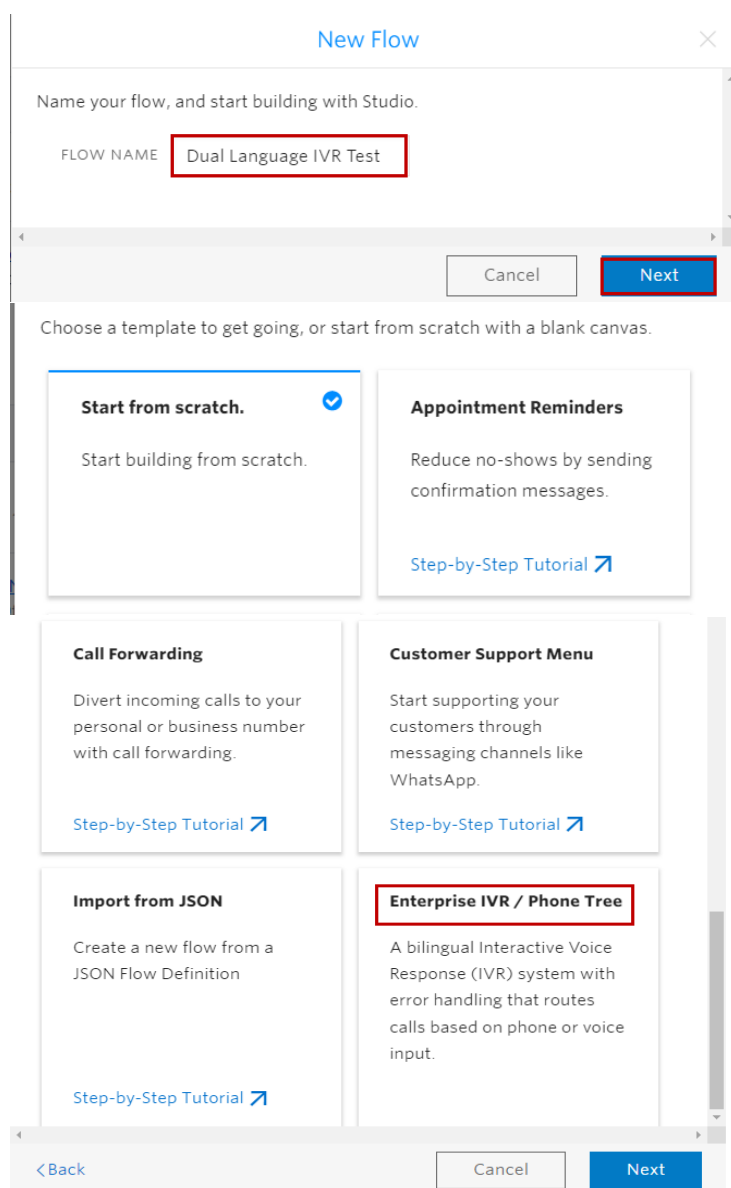 New Flow
Name your flow, and start building with Studio.
FLOW NAME Dual Language IVR Test
Cancel Next
Choose a template to get going, or start from scratch with a blank canvas.
Start from scratch.
Start building from scratch.
Appointment Reminders
Reduce no-shows by sending
confirmation messages.
Step-by-Step Tutorial
Call Forwarding
Divert incoming calls to your
personal or business number
with call forwarding.
Step-by-Step Tutorial
Customer Support Menu
Start supporting your
customers through
messaging channels like
WhatsApp.
Step-by-Step Tutorial
Import from JSON
Create a new flow from a
JSON Flow Definition
Step-by-Step Tutorial
Enterprise IVR / Phone Tree
A bilingual Interactive Voice
Response (IVR) system with
error handling that routes
calls based on phone or voice
input.
<Back Cancel Next